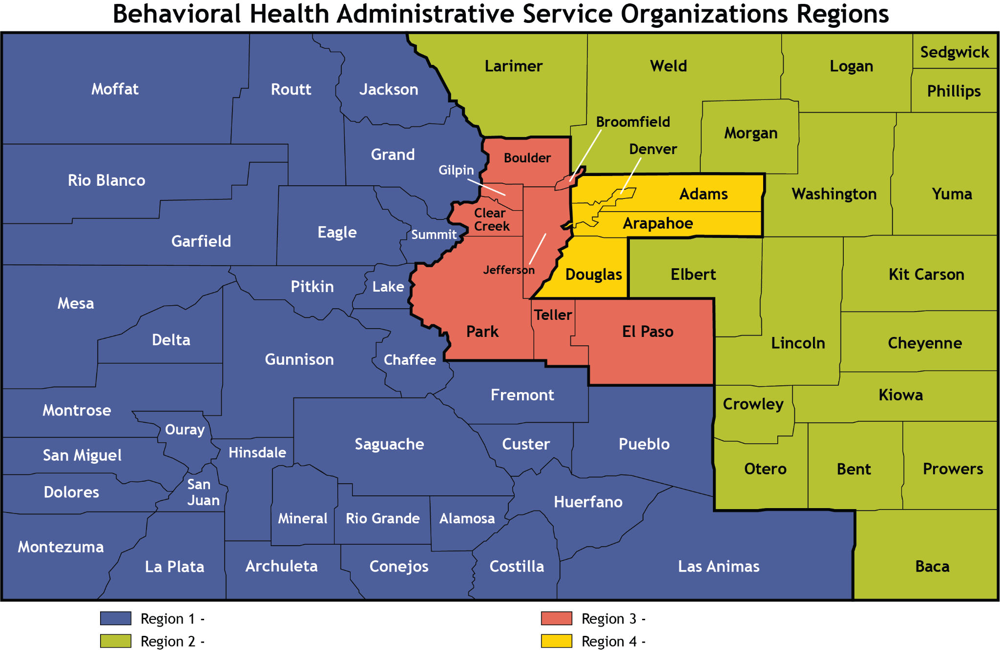 Behavioral Health Administrative Service Organizations Regions
Sedgwick
Larimer
Weld
Logan
Moffat
Routt
Jackson
Phillips
Broomfield
Morgan
Denver
Grand
Boulder
Gilpin
Rio Blanco
Adams
Washington
Yuma
Clear
Creek
Arapahoe
Eagle
Summit
Garfield
Jefferson
Douglas
Elbert
Kit Carson
Pitkin
Lake
Mesa
Teller
Park
El Paso
Delta
Lincoln
Cheyenne
Gunnison
Chaffee
Fremont
Kiowa
Crowley
Montrose
Ouray
Saguache
Custer
Pueblo
San Miguel
Hinsdale
Otero
Bent
Prowers
San
Juan
Dolores
Huerfano
Mineral
Rio Grande
Alamosa
Montezuma
La Plata
Archuleta
Conejos
Costilla
Las Animas
Baca
Region 1 -
Region 3 -
Region 2 -
Region 4 -